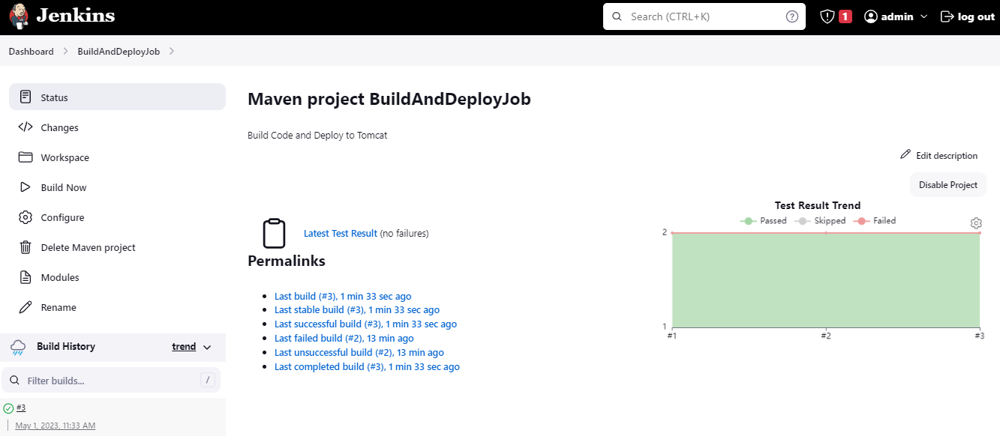 Jenkins
Search (CTRL+K)
?
1
admin
log out
Dashboard
BuildAndDeployJob
Status
Changes
Workspace
Build Now
Configure
Delete Maven project
Modules
Rename
Build History
trend
Filter builds...
/
#3
May 1, 2023, 11:33 AM
Maven project BuildAndDeployJob
Build Code and Deploy to Tomcat
Edit description
Disable Project
Latest Test Result (no failures)
Permalinks
Last build (#3), 1 min 33 sec ago
Last stable build (#3), 1 min 33 sec ago
Last successful build (#3), 1 min 33 sec ago
Last failed build (#2), 13 min ago
Last unsuccessful build (#2), 13 min ago
Last completed build (#3), 1 min 33 sec ago
Test Result Trend
Passed Skipped Failed
2
1
#1 #2 #3